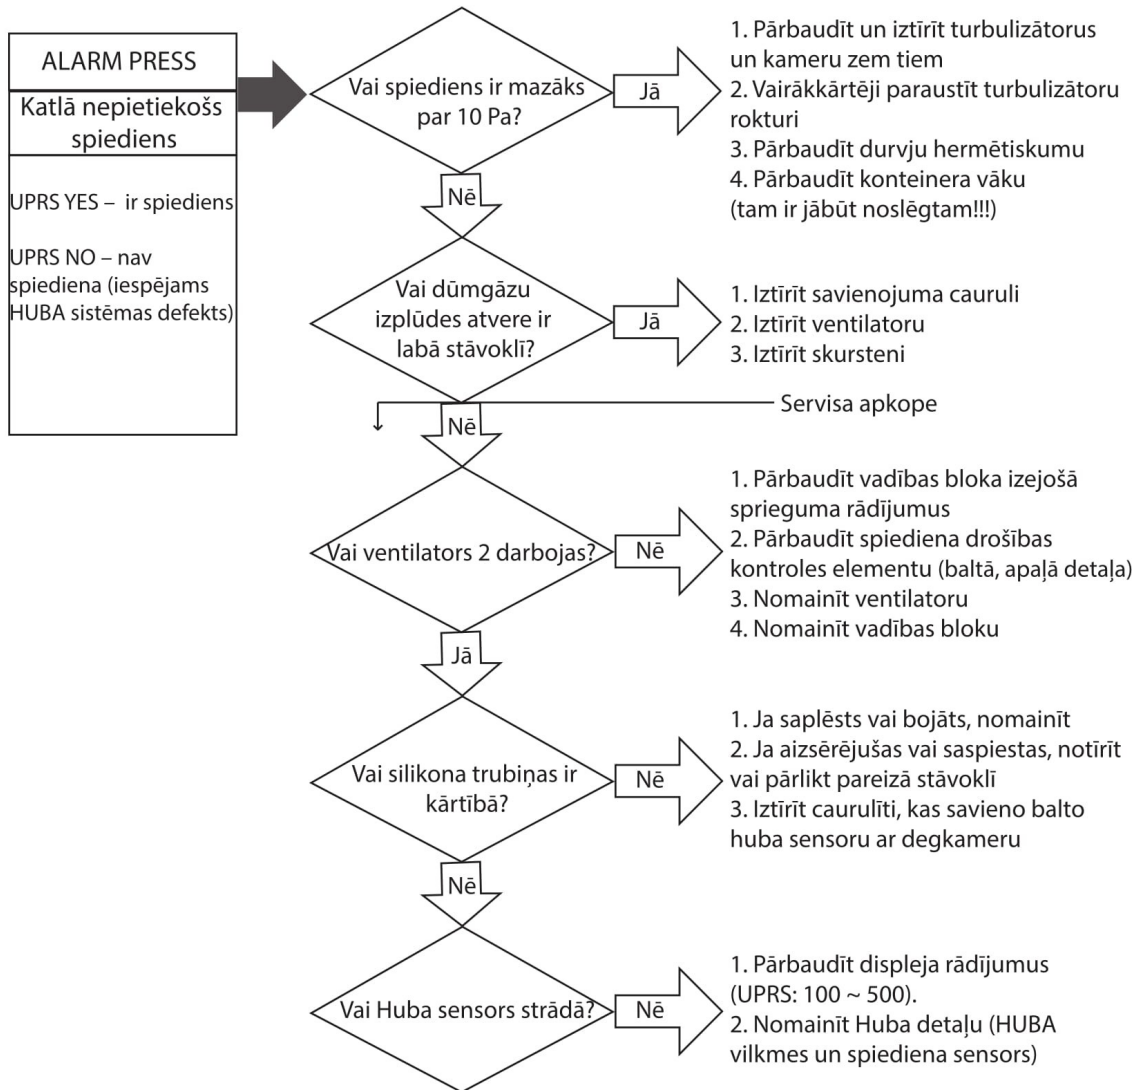 ALARM PRESS
Katlā nepietiekošs
spiediens
UPRS YES – ir spiediens
UPRS NO – nav
spiediena (iespējams
HUBA sistēmas defekts)
Vai spiediens ir mazāks
par 10 Pa?
Jā
1. Pārbaudīt un iztīrīt turbulizātorus
un kameru zem tiem
2. Vairākkārtēji paraustīt turbulizātoru
rokturi
3. Pārbaudīt durvju hermētiskumu
4. Pārbaudīt konteinera vāku
(tam ir jābūt noslēgtam!!!)
Nē
Vai dūmgāzu
izplūdes atvere ir
labā stāvoklī?
Jā
1. Iztīrīt savienojuma cauruli
2. Iztīrīt ventilatoru
3. Iztīrīt skursteni
Servisa apkope
Nē
Vai ventilators 2 darbojas?
Nē
1. Pārbaudīt vadības bloka izejošā
sprieguma rādījumus
2. Pārbaudīt spiediena drošības
kontroles elementu (baltā, apaļā detaļa)
3. Nomainīt ventilatoru
4. Nomainīt vadības bloku
Jā
Vai silikona trubiņas ir
kārtībā?
Nē
1. Ja saplēsts vai bojāts, nomainīt
2. Ja aizsērējušas vai saspiestas, notīrīt
vai pārlikt pareizā stāvoklī
3. Iztīrīt caurulīti, kas savieno balto
huba sensoru ar degkameru
Nē
Vai Huba sensors strādā?
Nē
1. Pārbaudīt displeja rādījumus
(UPRS: 100 ~ 500).
2. Nomainīt Huba detaļu (HUBA
vilkmes un spiediena sensors)